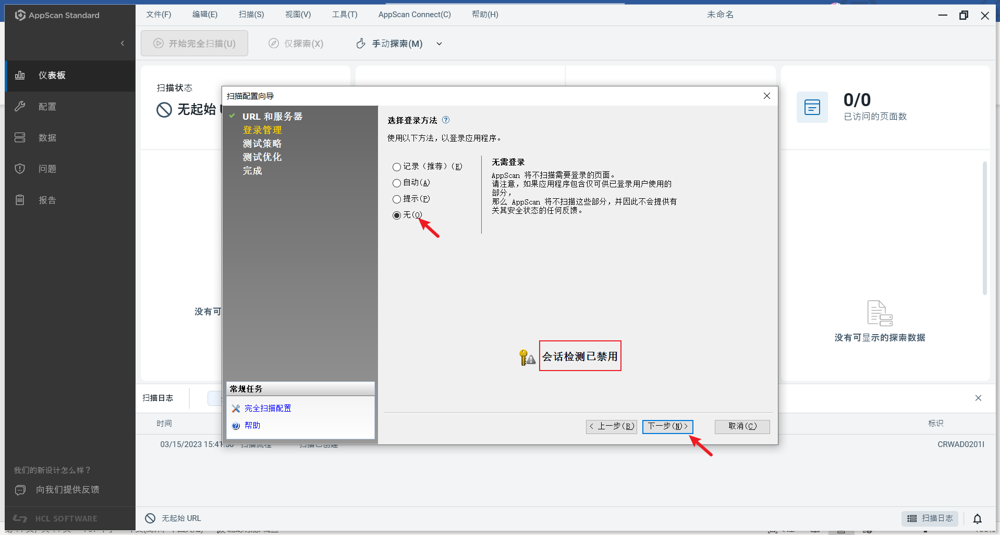 AppScan Standard
文件(F) 编辑(E) 扫描(S) 视图(V) 工具(T) AppScan Connect(C) 帮助(H) 未命名
开始完全扫描(U) 仅探索(X) 手动探索(M)
仪表板
配置
数据
问题
报告
扫描状态
无起始
0/0
已访问的页面数
扫描配置向导
URL 和服务器
登录管理
测试策略
测试优化
完成
选择登录方法
使用以下方法，以登录应用程序。
记录（推荐）(E)
自动(A)
提示(P)
无(O)
无需登录
AppScan 将不扫描需要登录的页面。
请注意，如果应用程序包含仅可供已登录用户使用的
部分，
那么 AppScan 将不扫描这些部分，并因此不会提供有
关其安全状态的任何反馈。
没有可
没有可显示的探索数据
会话检测已禁用
常规任务
完全扫描配置
帮助
< 上一步(B) 下一步(N)> 取消(C)
扫描日志
时间 标识
03/15/2023 15:41:50 扫描流程 扫描已创建 CRWAD0201I
我们的新设计怎么样？
向我们提供反馈
HCL SOFTWARE
无起始 URL
扫描日志